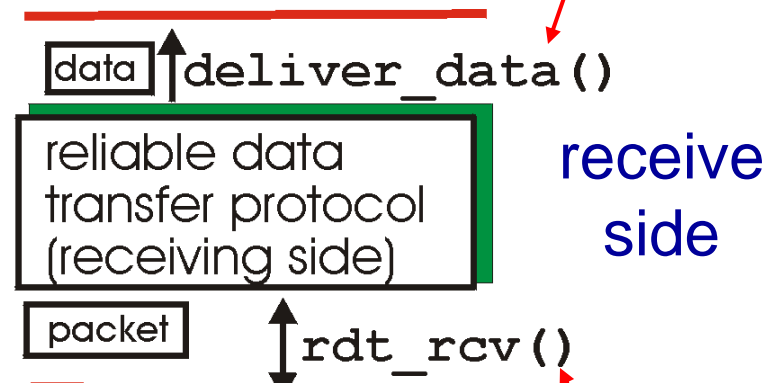 data deliver_data()
reliable data
transfer protocol
(receiving side)
receive
side
packet rdt_rcv()